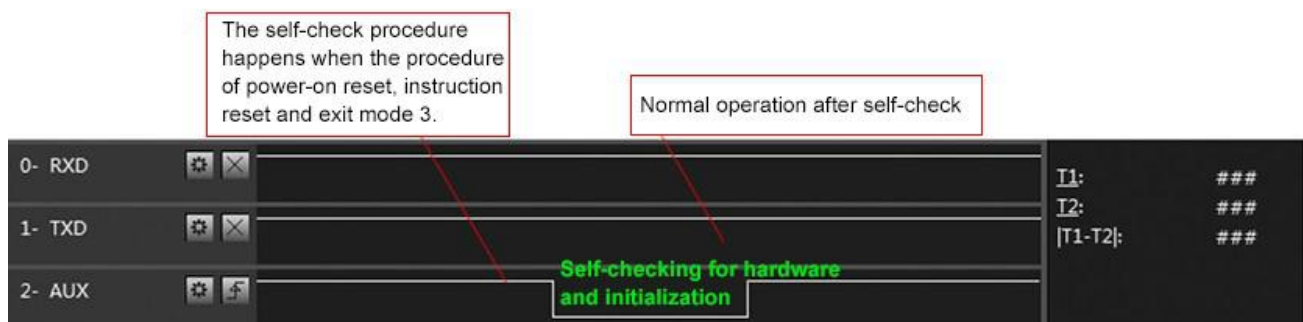 The self-check procedure
happens when the procedure
of power-on reset, instruction
reset and exit mode 3.
Normal operation after self-check
0- RXD
1- TXD
2- AUX
Self-checking for hardware
and initialization
T1: ###
T2: ###
|T1-T2|: ###